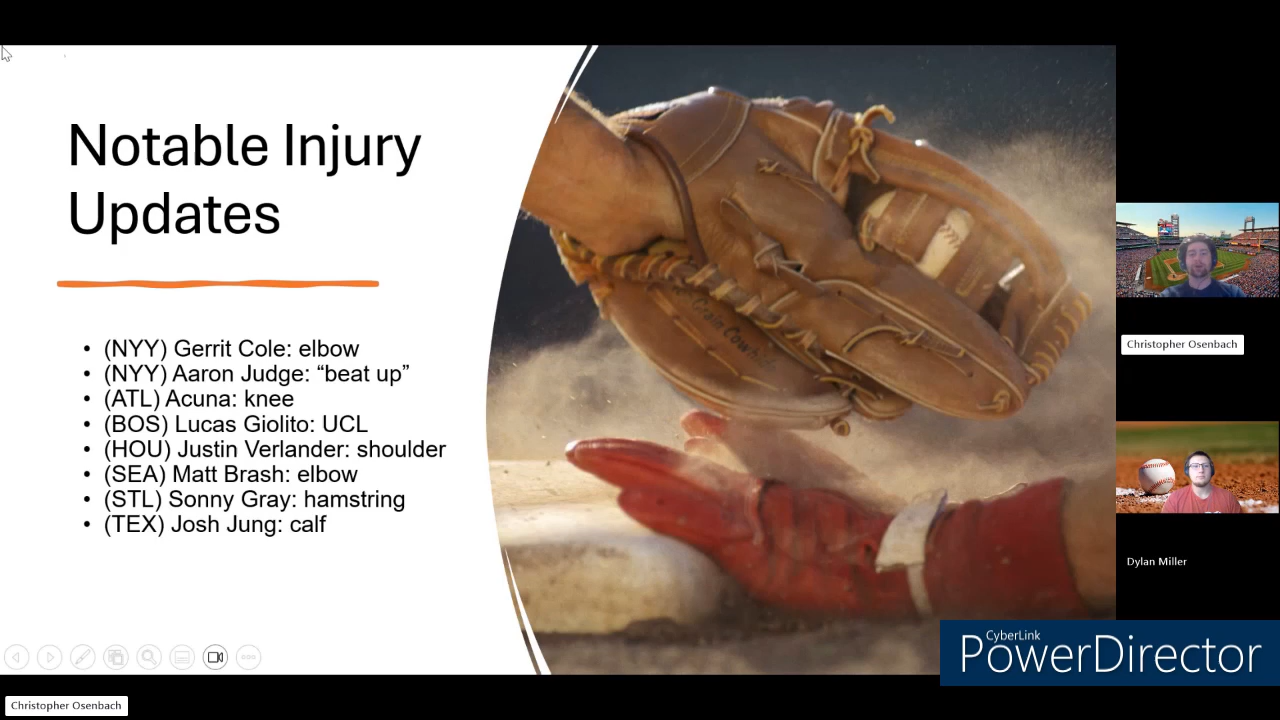 Notable Injury
Updates
• (NYY) Gerrit Cole: elbow
• (NYY) Aaron Judge: “beat up”
• (ATL) Acuna: knee
• (BOS) Lucas Giolito: UCL
• (HOU) Justin Verlander: shoulder
• (SEA) Matt Brash: elbow
• (STL) Sonny Gray: hamstring
• (TEX) Josh Jung: calf
Christopher Osenbach
Dylan Miller
CyberLink
PowerDirector
Christopher Osenbach